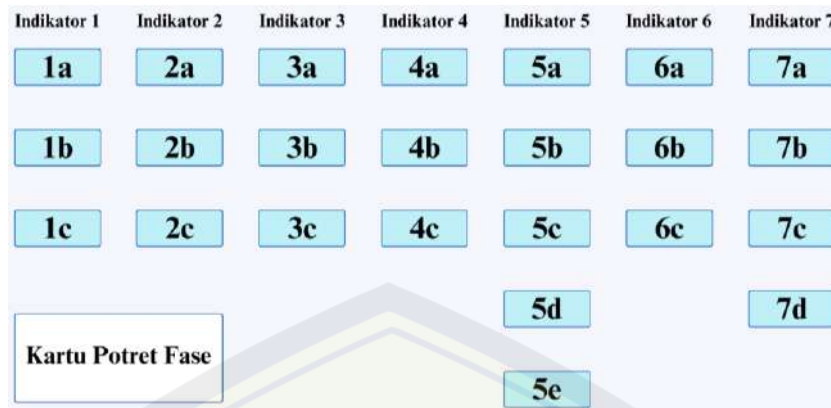 Indikator 1 Indikator 2 Indikator 3 Indikator 4 Indikator 5 Indikator 6 Indikator 7
1a 2a 3a 4a 5a 6a 7a
1b 2b 3b 4b 5b 6b 7b
1c 2c 3c 4c 5c 6c 7c
5d 7d
Kartu Potret Fase
5e